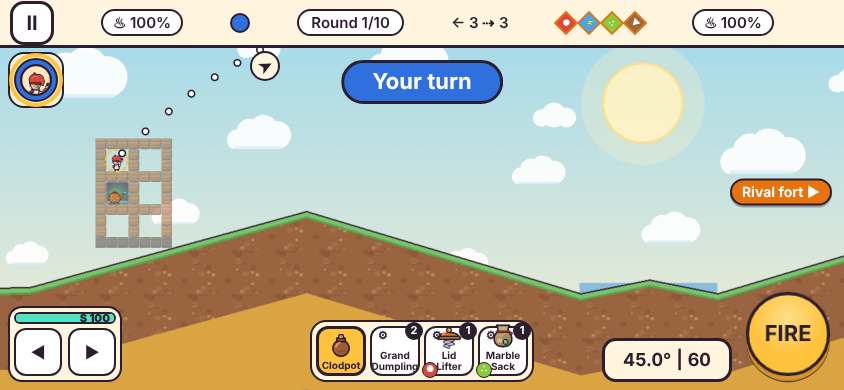 100%
Round 1/10
← 3 ⇢ 3
100%
Your turn
Rival fort ▶
S 100
Clodpot
2
Grand
Dumpling
1
Lid
Lifter
1
Marble
Sack
45.0° | 60
FIRE